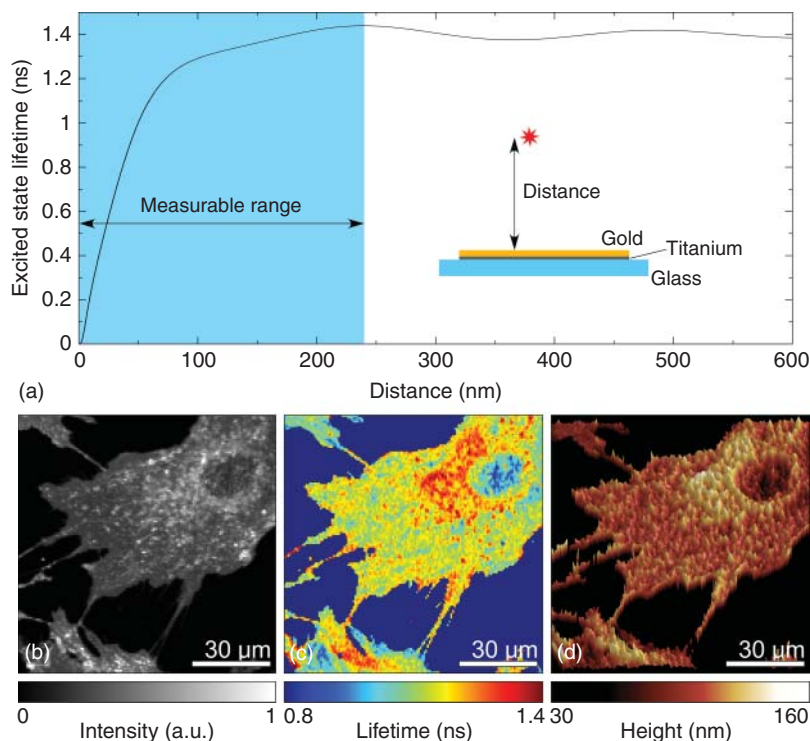 Excited state lifetime (ns)
1.4
1.2
1
0.8
0.6
0.4
0.2
0
Measurable range
Distance
Gold
Titanium
Glass
0 100 200 300 400 500 600
(a) Distance (nm)
(b) 30 µm
(c) 30 µm
(d) 30 µm
0 Intensity (a.u.) 1
0.8 Lifetime (ns) 1.4
30 Height (nm) 160